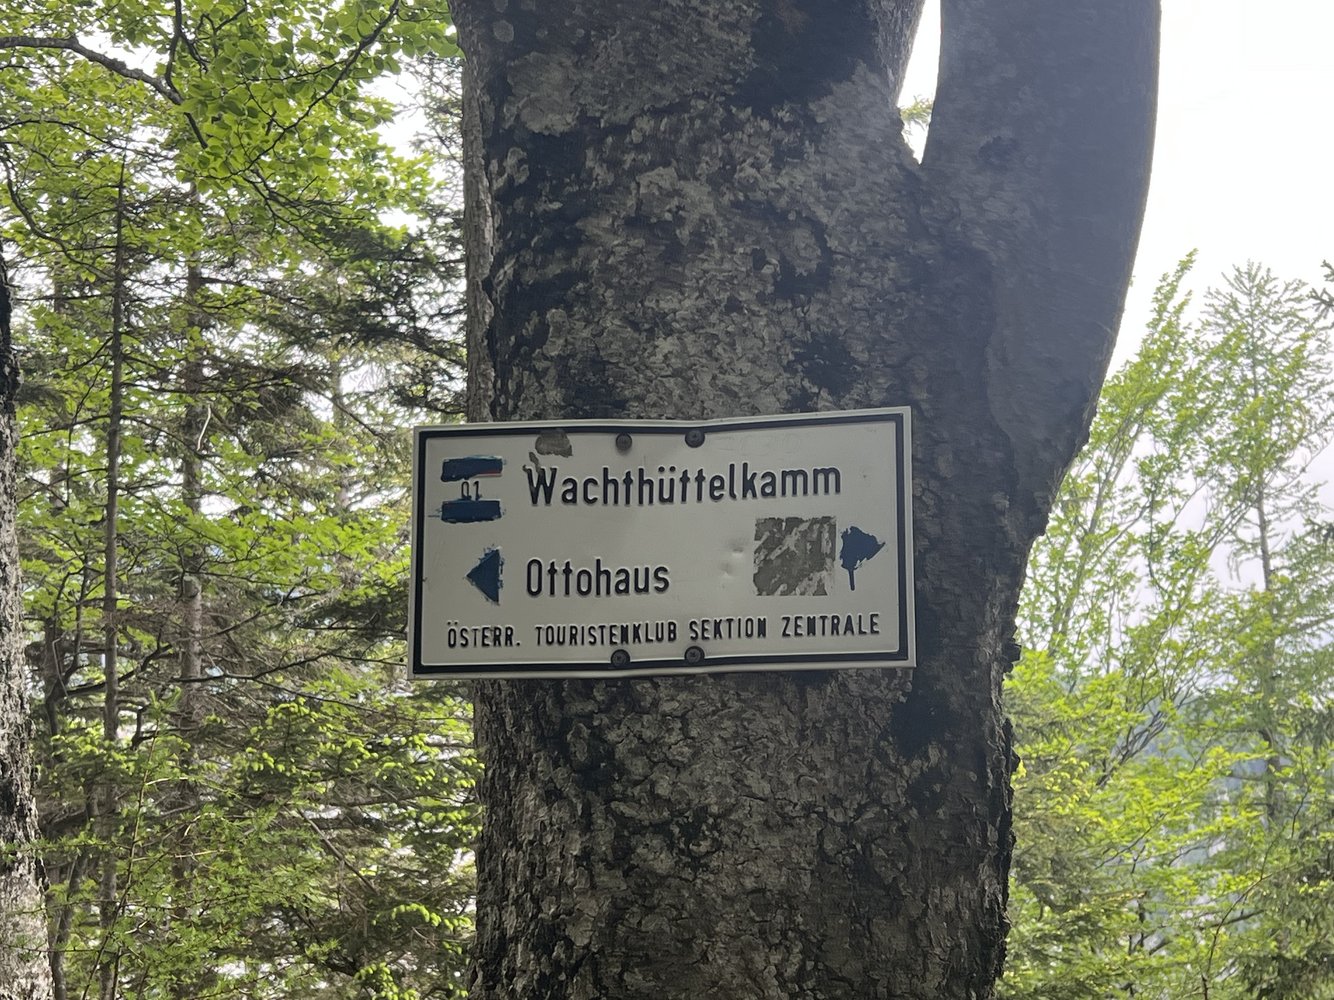 01
Wachthüttelkamm
Ottohaus
ÖSTERR. TOURISTENKLUB SEKTION ZENTRALE